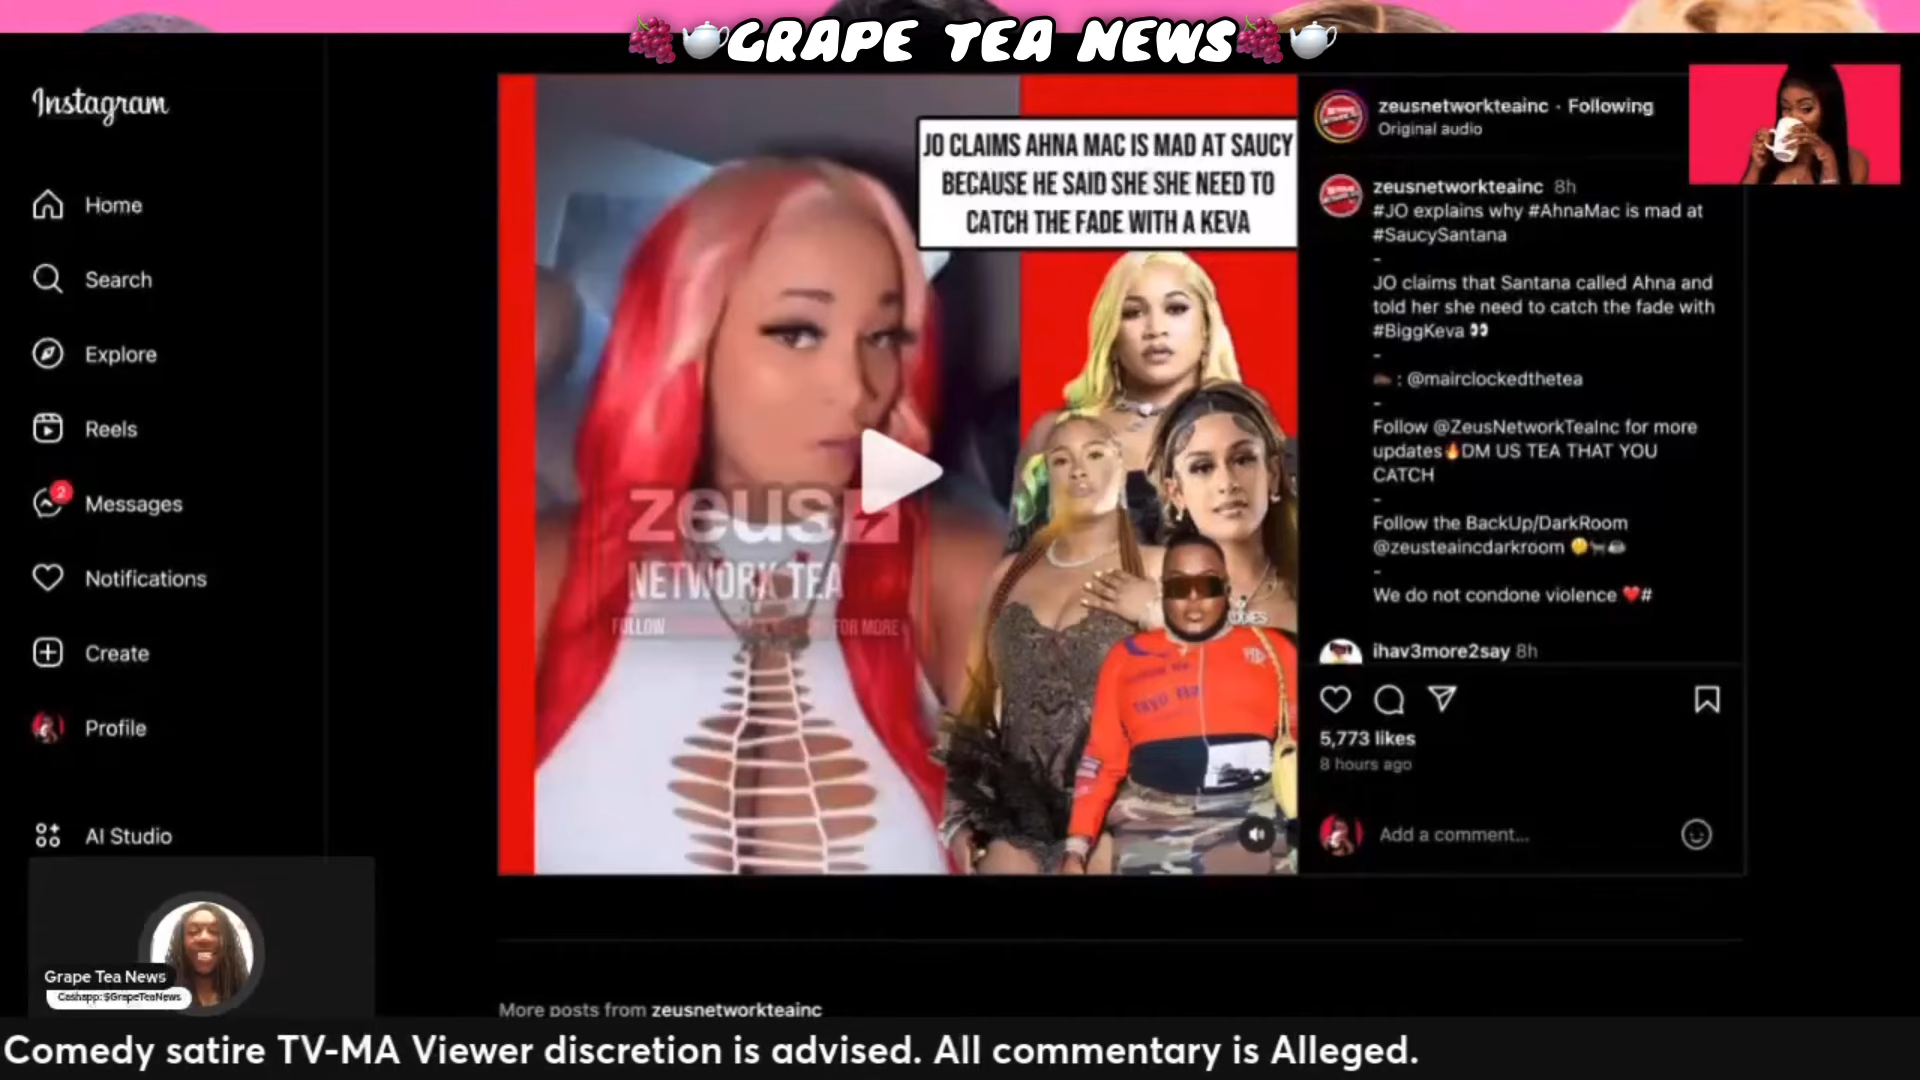 GRAPE TEA NEWS
Instagram
Home
Search
Explore
Reels
2
Messages
Notifications
Create
Profile
AI Studio
JO CLAIMS AHNA MAC IS MAD AT SAUCY
BECAUSE HE SAID SHE SHE NEED TO
CATCH THE FADE WITH A KEVA
zeus
NETWORK TEA
FOLLOW
FOR MORE
zeusnetworkteainc · Following
Original audio
zeusnetworkteainc 8h
#JO explains why #AhnaMac is mad at
#SaucySantana
-
JO claims that Santana called Ahna and
told her she need to catch the fade with
#BiggKeva 👀
-
: @mairclockedthetea
-
Follow @ZeusNetworkTeaInc for more
updates🔥DM US TEA THAT YOU
CATCH
-
Follow the BackUp/DarkRoom
@zeusteaincdarkroom
-
We do not condone violence ❤️#
ihav3more2say 8h
5,773 likes
8 hours ago
Add a comment...
Grape Tea News
Cashapp: $GrapeTeaNews
More posts from zeusnetworkteainc
Comedy satire TV-MA Viewer discretion is advised. All commentary is Alleged.